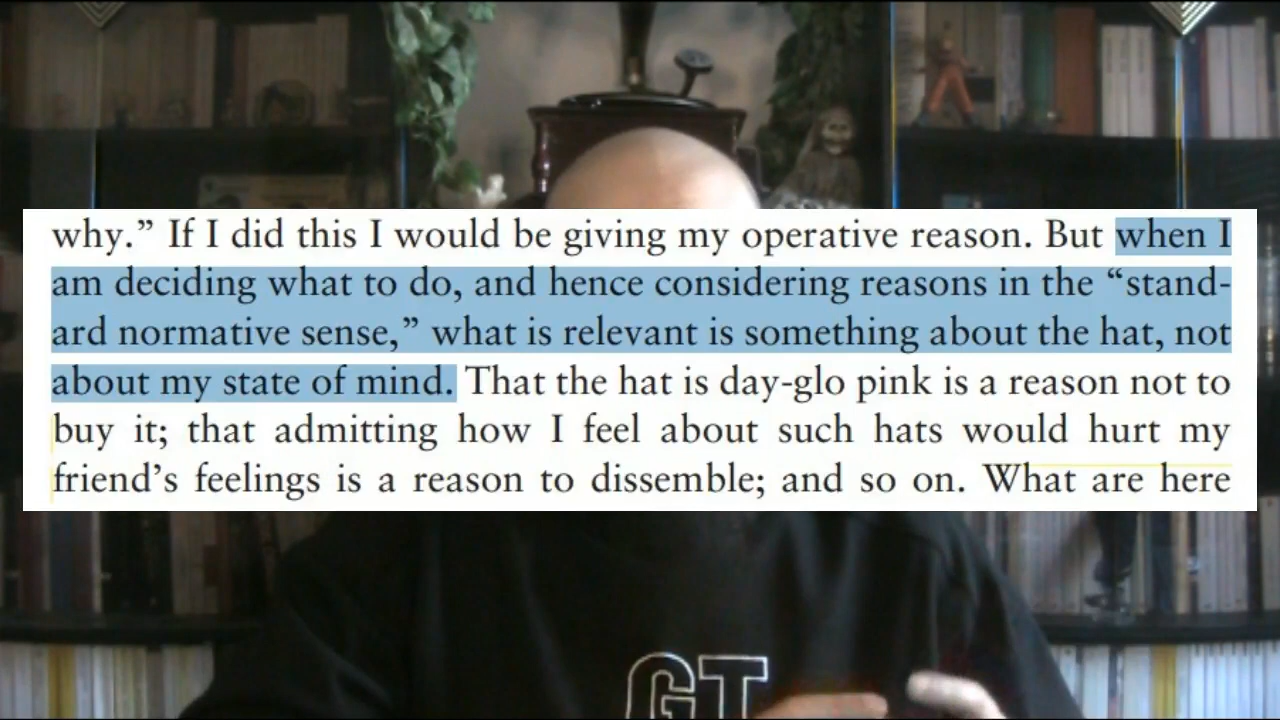 why.” If I did this I would be giving my operative reason. But when I
am deciding what to do, and hence considering reasons in the “stand-
ard normative sense,” what is relevant is something about the hat, not
about my state of mind. That the hat is day-glo pink is a reason not to
buy it; that admitting how I feel about such hats would hurt my
friend’s feelings is a reason to dissemble; and so on. What are here
GT